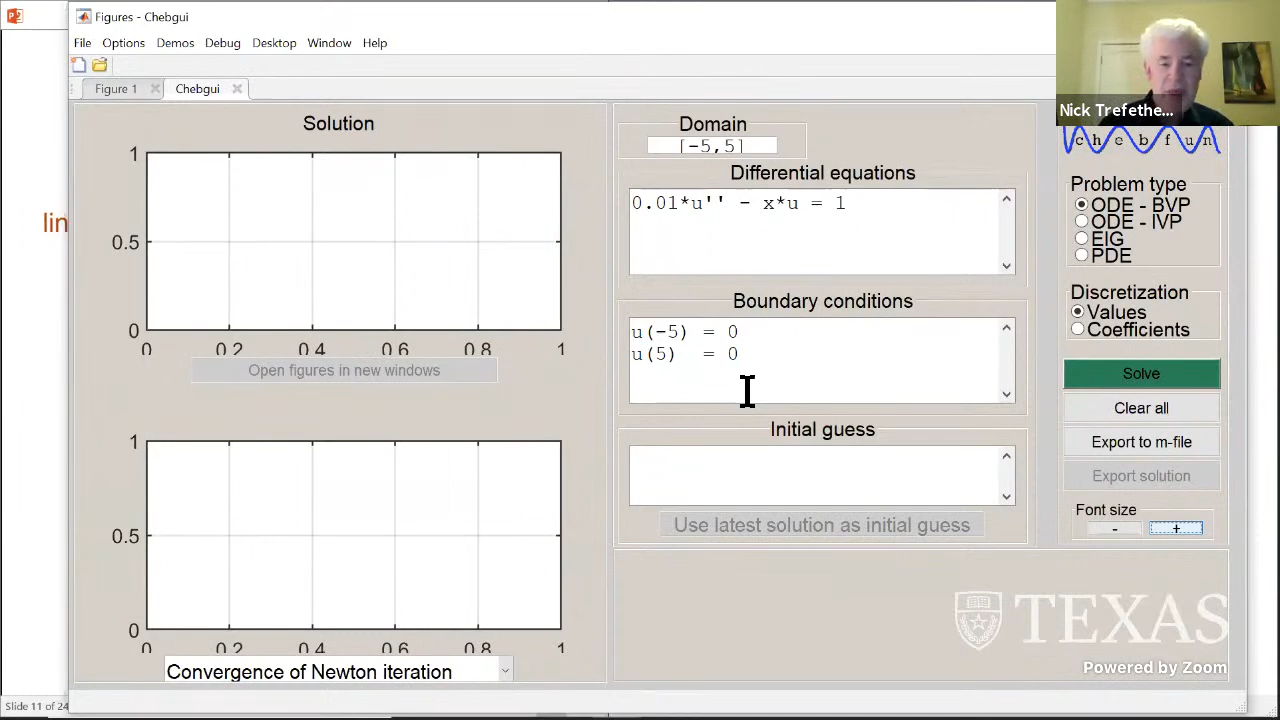 Figures - Chebgui
File Options Demos Debug Desktop Window Help
Figure 1
Chebgui
Solution
1
0.5
0
0 0.2 0.4 0.6 0.8 1
Open figures in new windows
1
0.5
0
0 0.2 0.4 0.6 0.8 1
Convergence of Newton iteration
Domain
[-5,5]
Differential equations
0.01*u'' - x*u = 1
Boundary conditions
u(-5) = 0
u(5) = 0
Initial guess
Use latest solution as initial guess
Nick Trefethe...
chebfun
Problem type
ODE - BVP
ODE - IVP
EIG
PDE
Discretization
Values
Coefficients
Solve
Clear all
Export to m-file
Export solution
Font size
- +
TEXAS
Powered by Zoom
lin
Slide 11 of 24